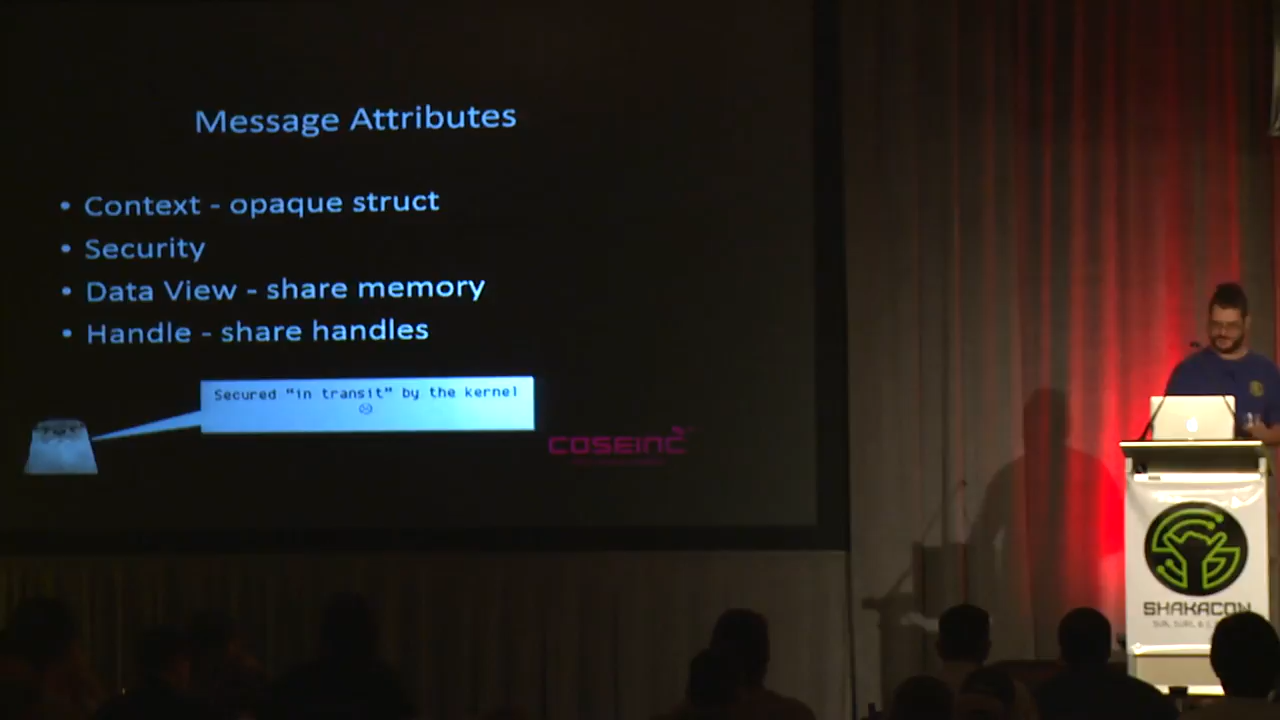 Message Attributes
• Context - opaque struct
• Security
• Data View - share memory
• Handle - share handles
Secured "in transit" by the kernel
☹
COSEINC
SHAKACON